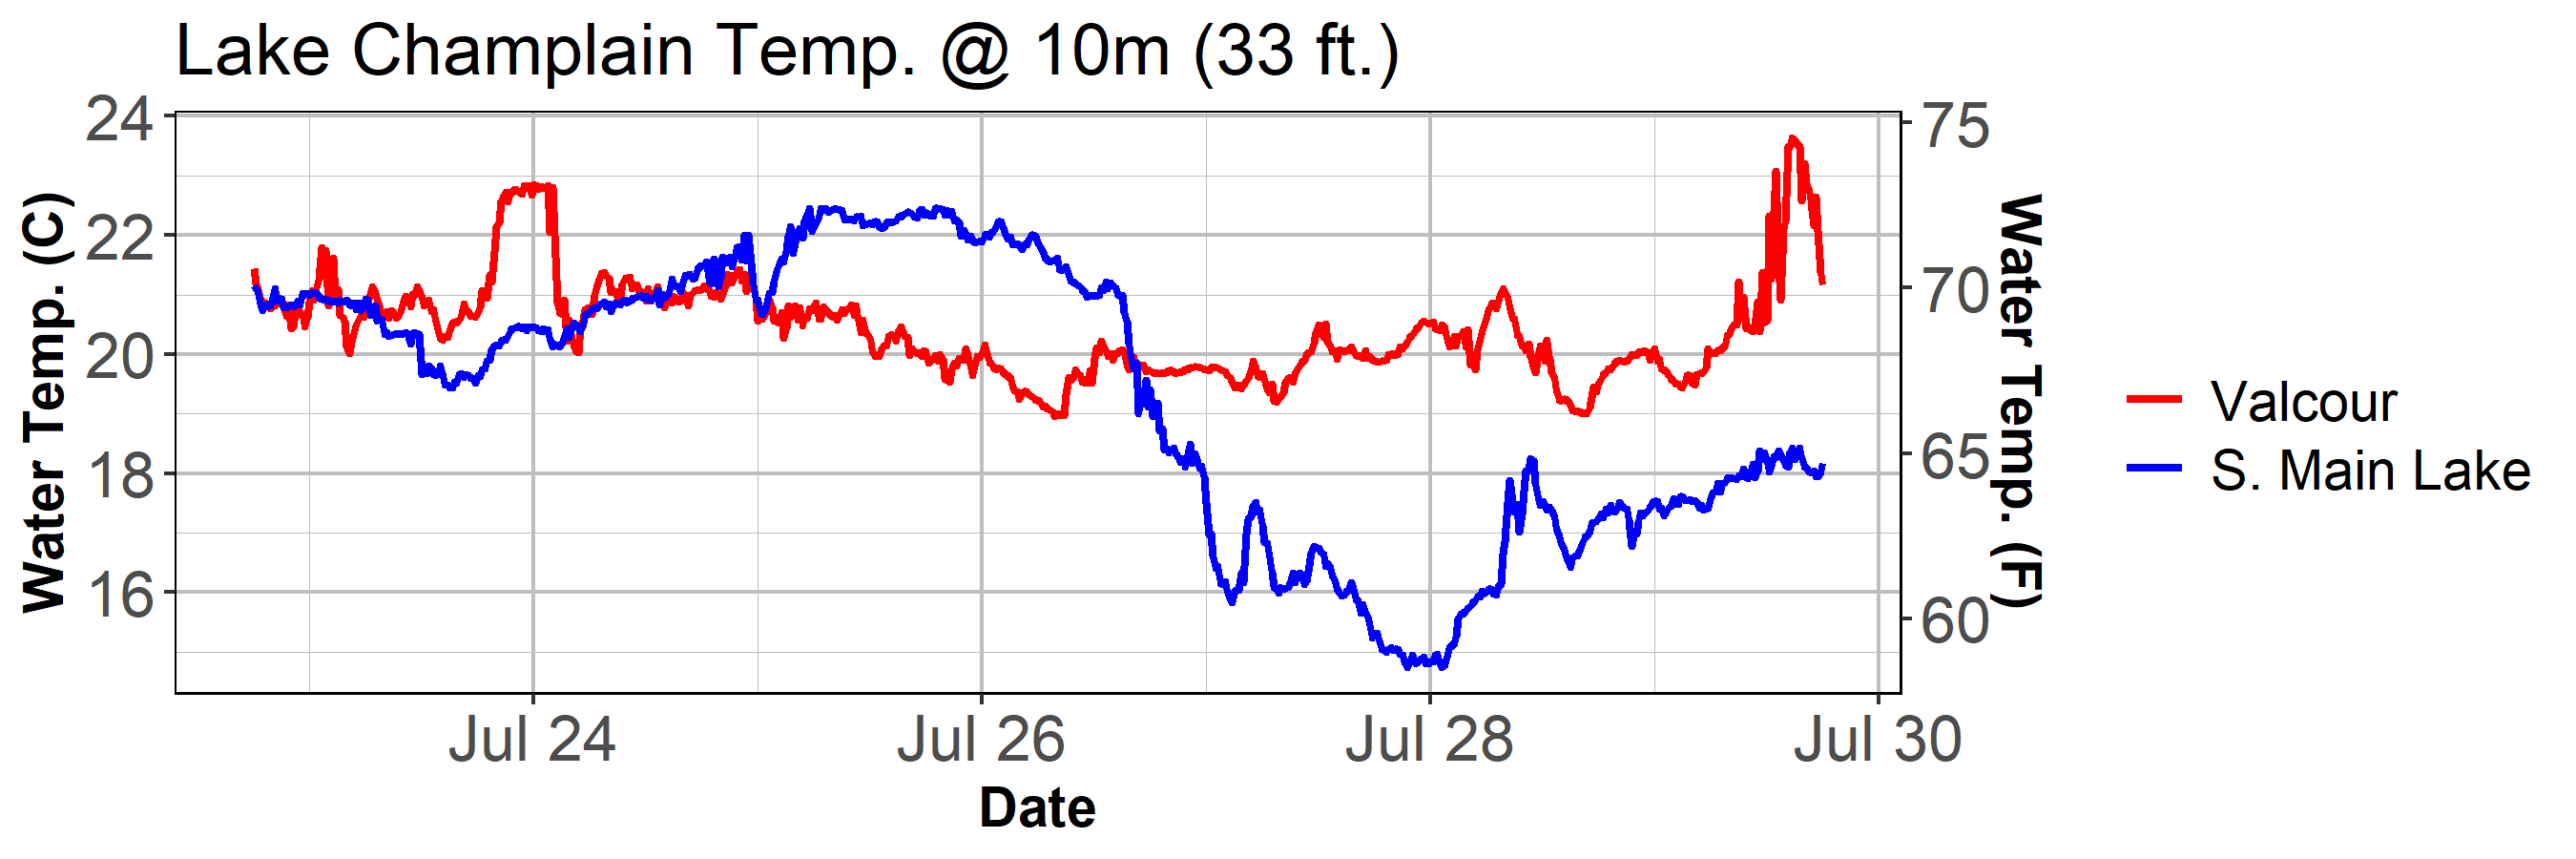 Lake Champlain Temp. @ 10m (33 ft.)
Water Temp. (C)
24
22
20
18
16
75
70
65
60
Water Temp. (F)
Jul 24
Jul 26
Jul 28
Jul 30
Date
Valcour
S. Main Lake